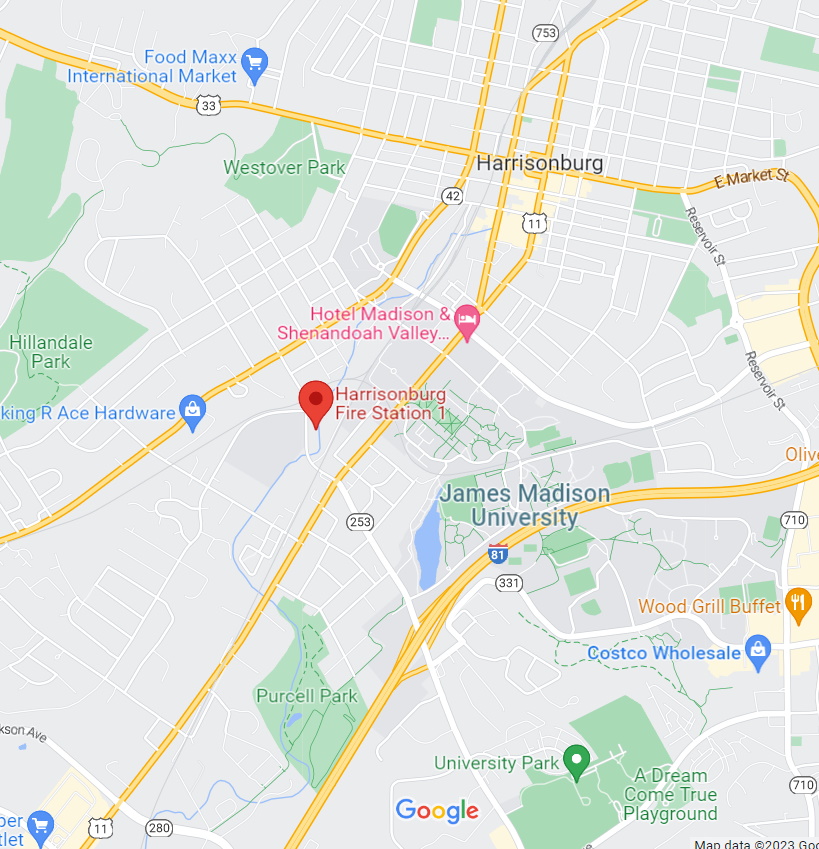 753
Food Maxx
International Market
33
Harrisonburg
Westover Park
E Market St
42
11
Reservoir St
Hotel Madison &
Shenandoah Valley...
Hillandale
Park
Reservoir St
Harrisonburg
Fire Station 1
king R Ace Hardware
Olive
James Madison
University
253
710
81
331
Wood Grill Buffet
Costco Wholesale
Purcell Park
kson Ave
University Park
A Dream
Come True
Playground
710
Google
per
tlet
11
280
Map data ©2023 Goo